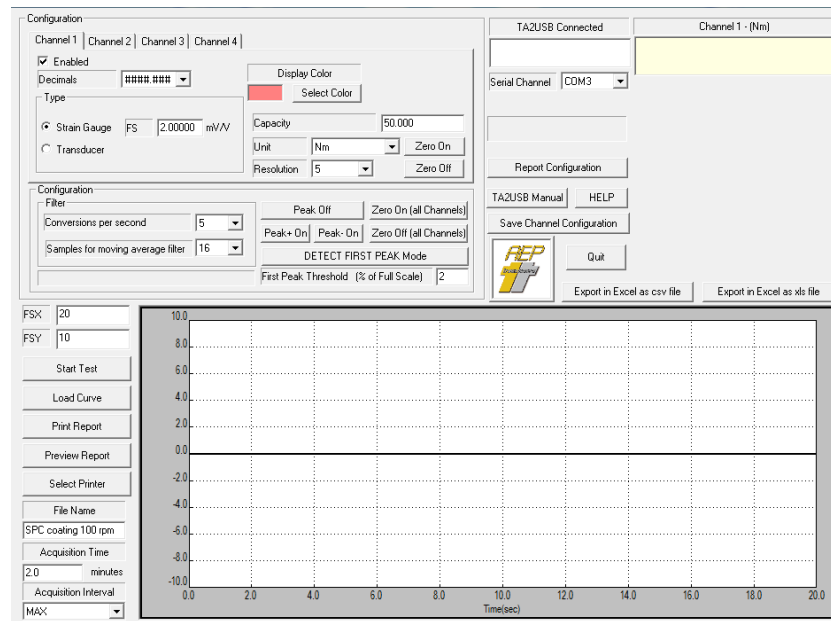 Configuration
Channel 1 Channel 2 Channel 3 Channel 4
Enabled
Decimals ####.###
Display Color
Select Color
Type
Strain Gauge FS 2.00000 mV/V
Transducer
Capacity 50.000
Unit Nm Zero On
Resolution 5 Zero Off
Configuration
Filter
Conversions per second 5
Samples for moving average filter 16
Peak Off Zero On (all Channels)
Peak+ On Peak- On Zero Off (all Channels)
DETECT FIRST PEAK Mode
First Peak Threshold (% of Full Scale) 2
TA2USB Connected
Serial Channel COM3
Report Configuration
TA2USB Manual HELP
Save Channel Configuration
AEP
Quit
Channel 1 - (Nm)
Export in Excel as csv file Export in Excel as xls file
FSX 20
FSY 10
Start Test
Load Curve
Print Report
Preview Report
Select Printer
File Name
SPC coating 100 rpm
Acquisition Time
2.0 minutes
Acquisition Interval
MAX
10.0
8.0
6.0
4.0
2.0
0.0
-2.0
-4.0
-6.0
-8.0
-10.0
0.0 2.0 4.0 6.0 8.0 10.0 12.0 14.0 16.0 18.0 20.0
Time(sec)